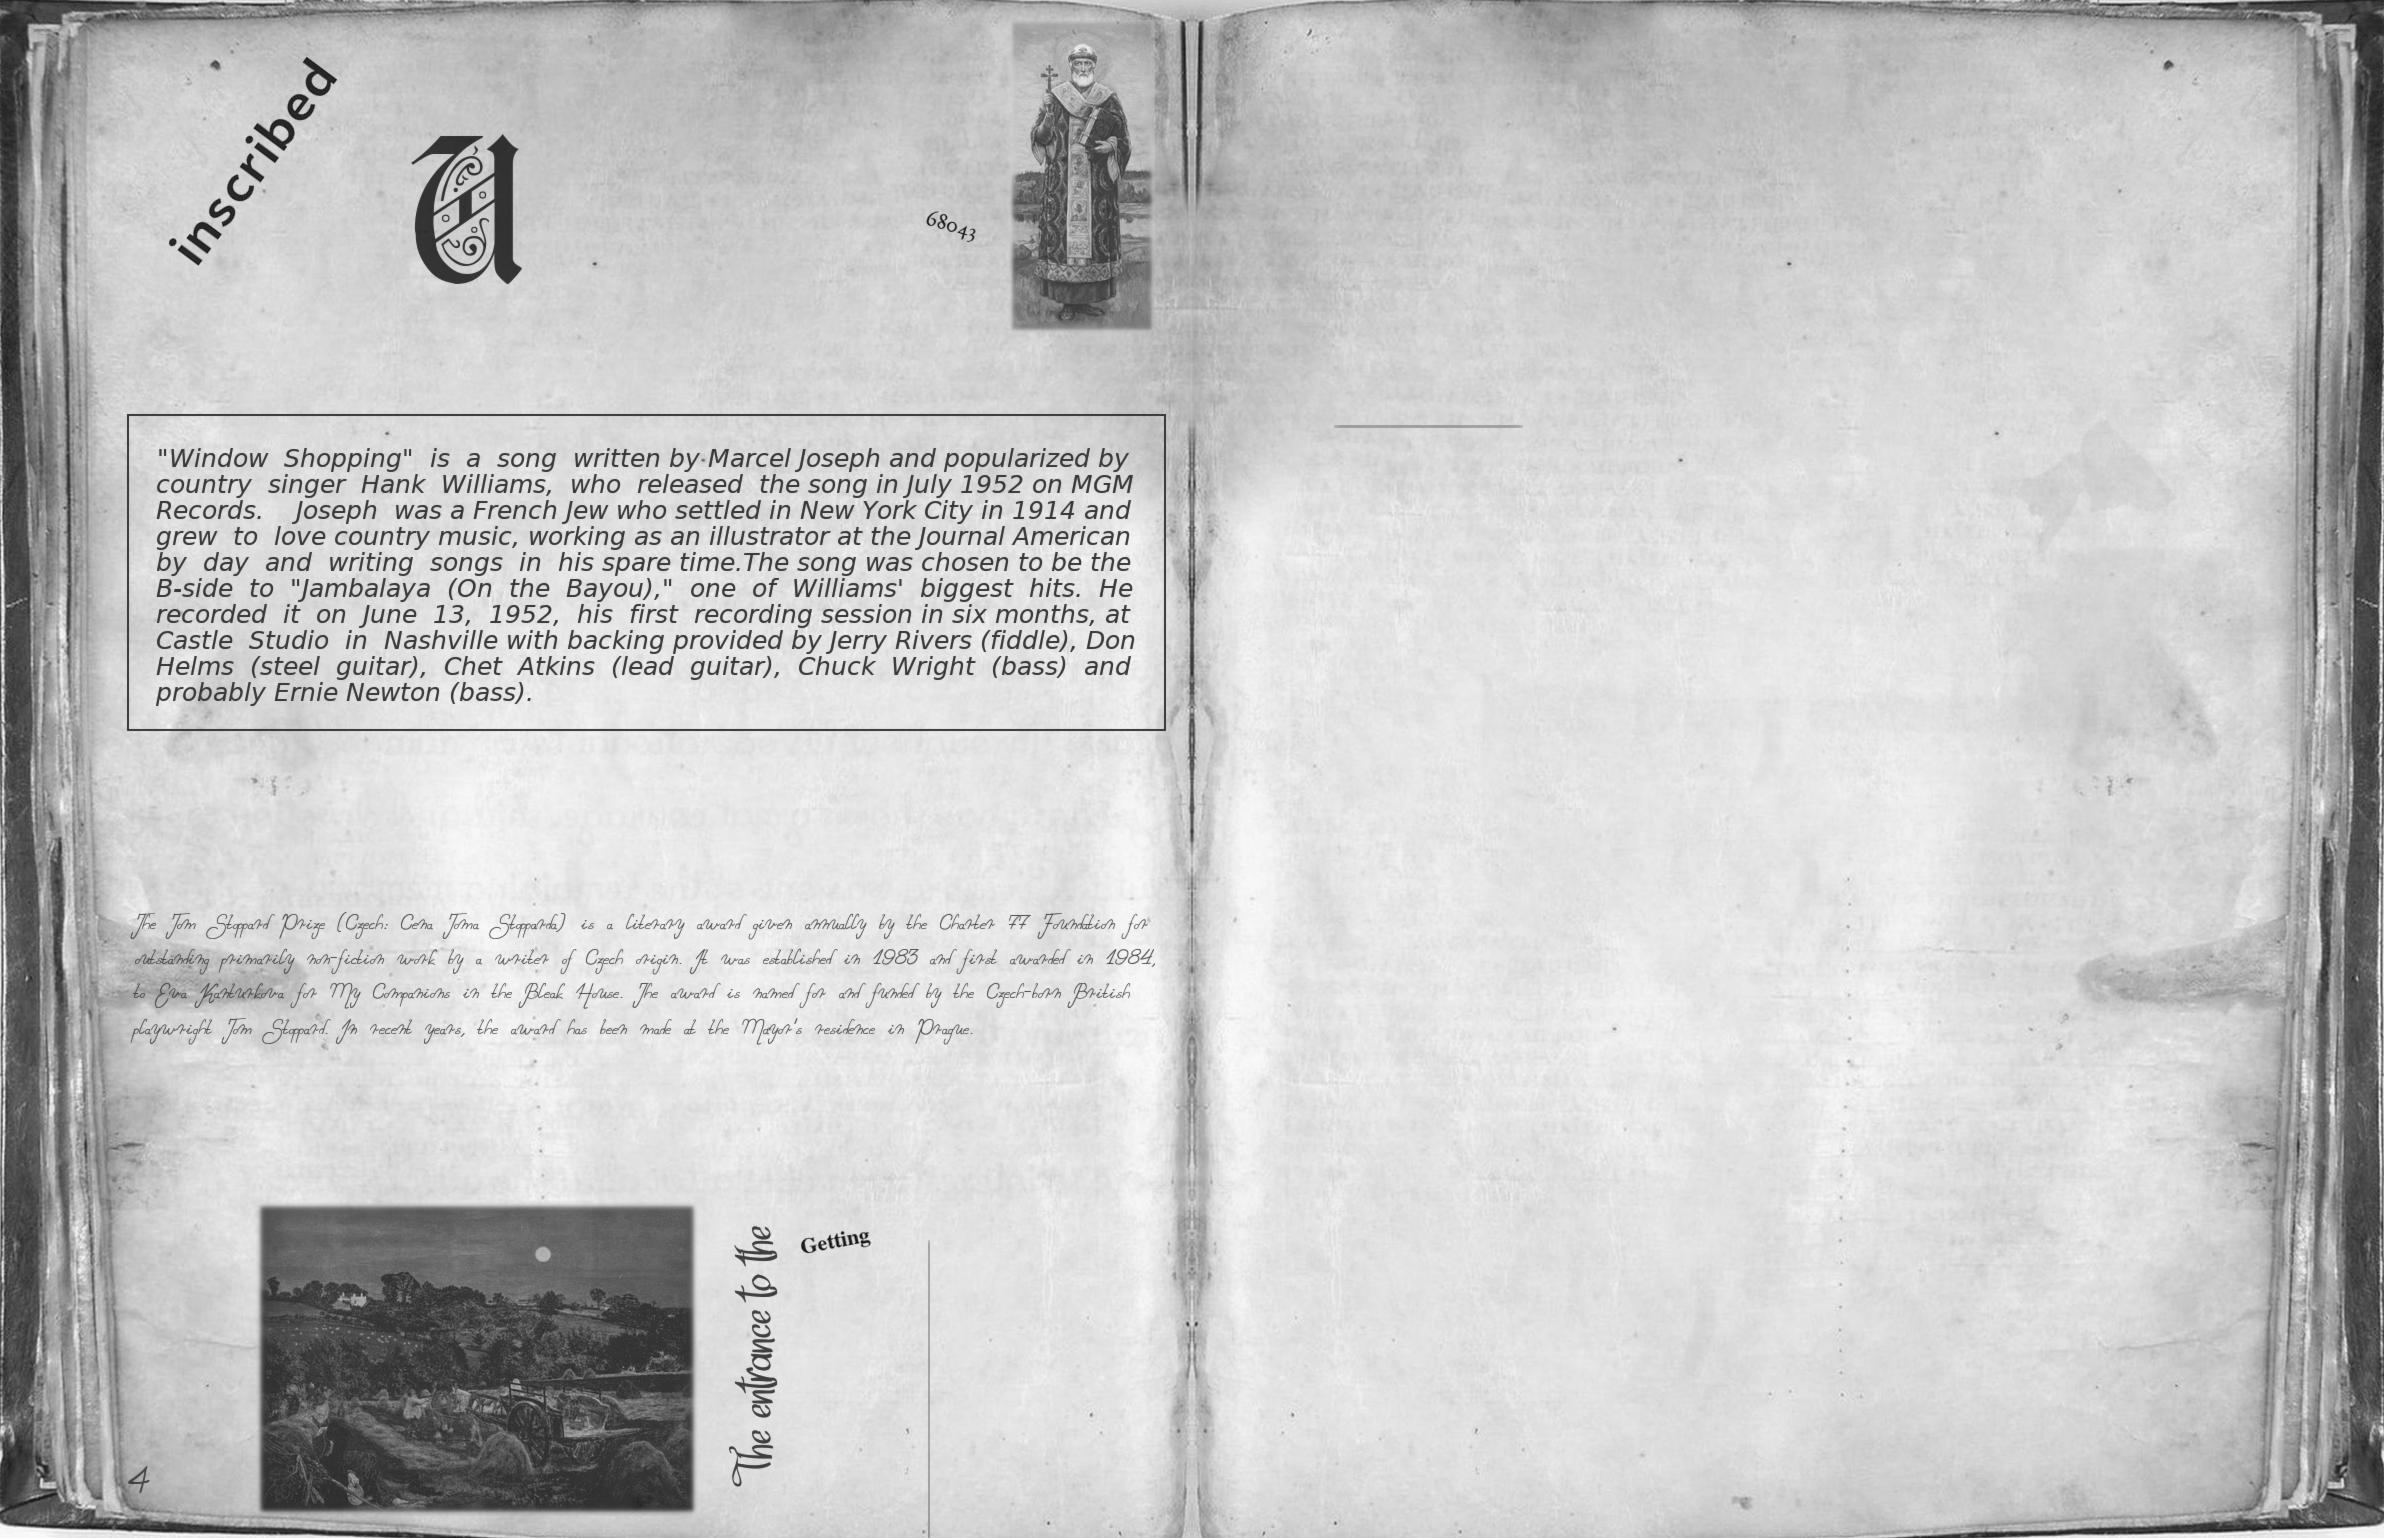 inscribed
U
68043
"Window Shopping" is a song written by Marcel Joseph and popularized by
country singer Hank Williams, who released the song in July 1952 on MGM
Records. Joseph was a French Jew who settled in New York City in 1914 and
grew to love country music, working as an illustrator at the Journal American
by day and writing songs in his spare time.The song was chosen to be the
B-side to "Jambalaya (On the Bayou)," one of Williams' biggest hits. He
recorded it on June 13, 1952, his first recording session in six months, at
Castle Studio in Nashville with backing provided by Jerry Rivers (fiddle), Don
Helms (steel guitar), Chet Atkins (lead guitar), Chuck Wright (bass) and
probably Ernie Newton (bass).
The Tom Stoppard Prize (Czech: Cena Toma Stopparda) is a literary award given annually by the Charter 77 Foundation for
outstanding primarily non-fiction work by a writer of Czech origin. It was established in 1983 and first awarded in 1984,
to Eva Kanturkova for My Companions in the Bleak House. The award is named for and funded by the Czech-born British
playwright Tom Stoppard. In recent years, the award has been made at the Mayor's residence in Prague.
The entrance to the
Getting
4